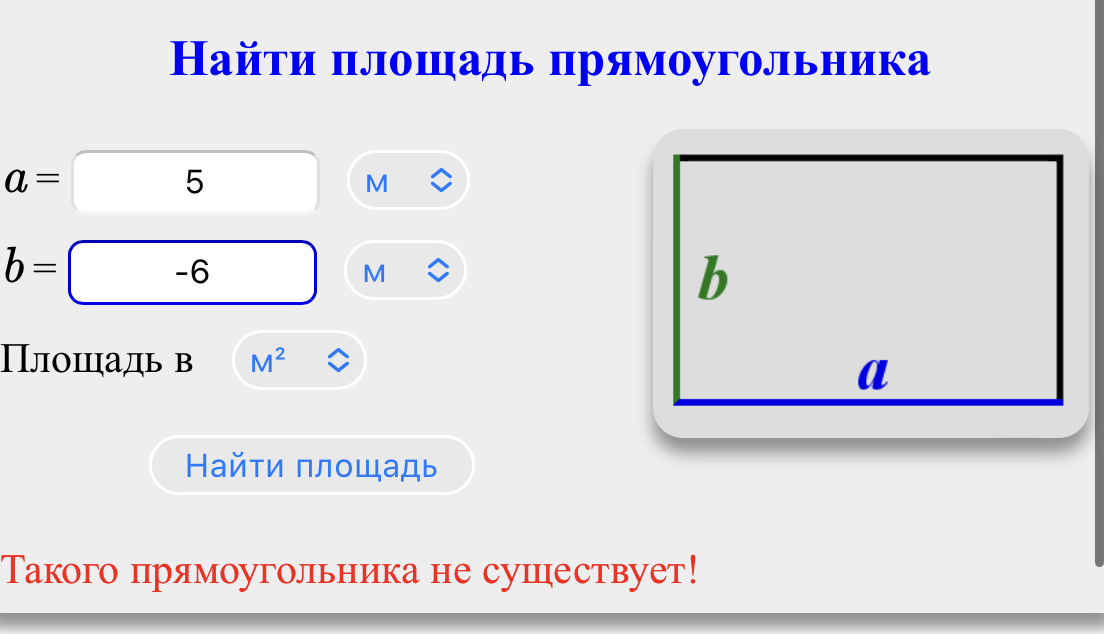 Найти площадь прямоугольника
a = 5 м
b = -6 м
Площадь в м²
b
a
Найти площадь
Такого прямоугольника не существует!